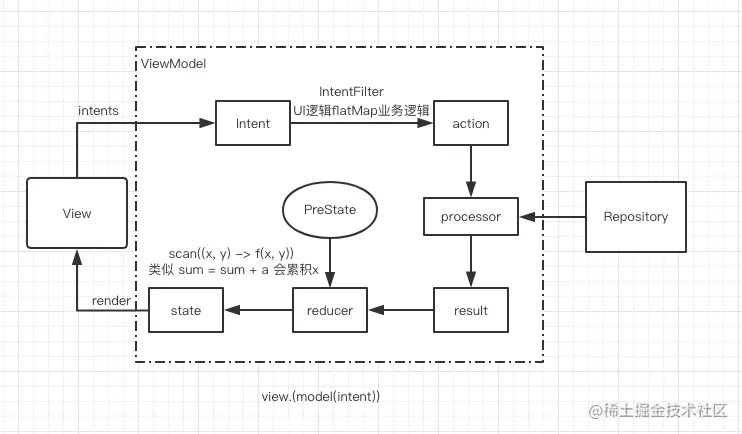 ViewModel
IntentFilter
intents
UI逻辑flatMap业务逻辑
Intent
action
View
PreState
processor
Repository
scan((x, y) -> f(x, y))
类似 sum = sum + a 会累积x
render
state
reducer
result
view.(model(intent))
@稀土掘金技术社区